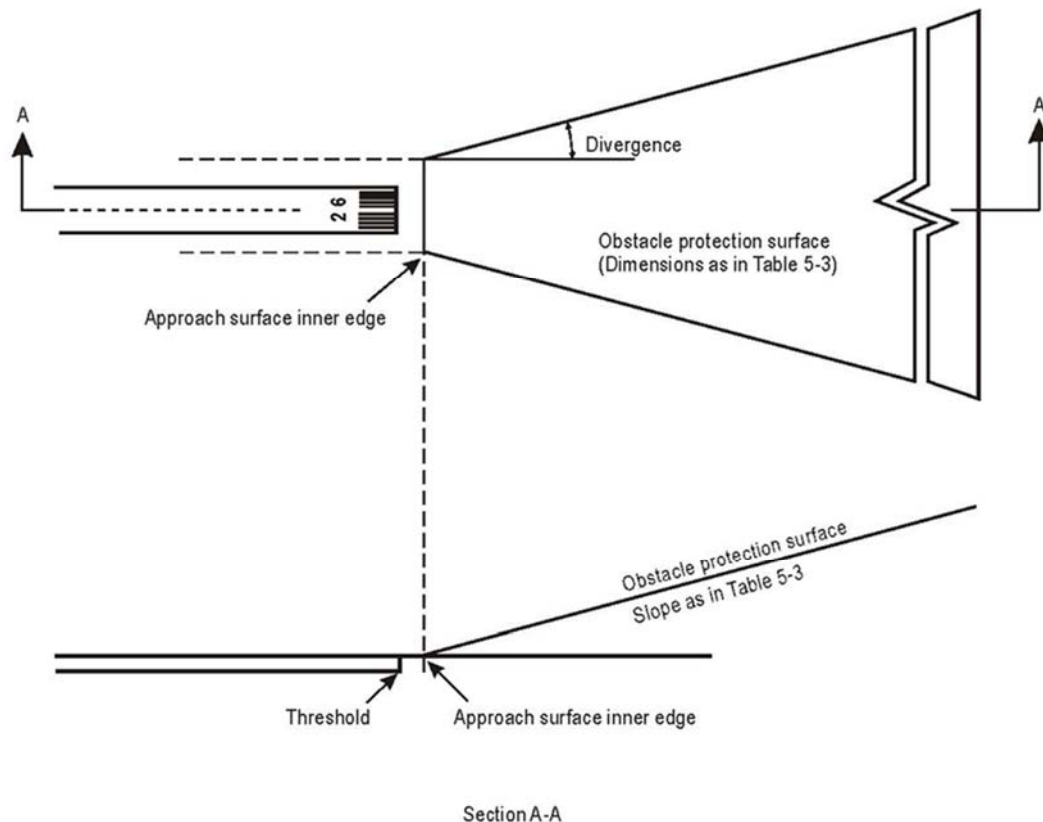 A
A
Divergence
26
Obstacle protection surface
(Dimensions as in Table 5-3)
Approach surface inner edge
Obstacle protection surface
Slope as in Table 5-3
Threshold
Approach surface inner edge
Section A-A